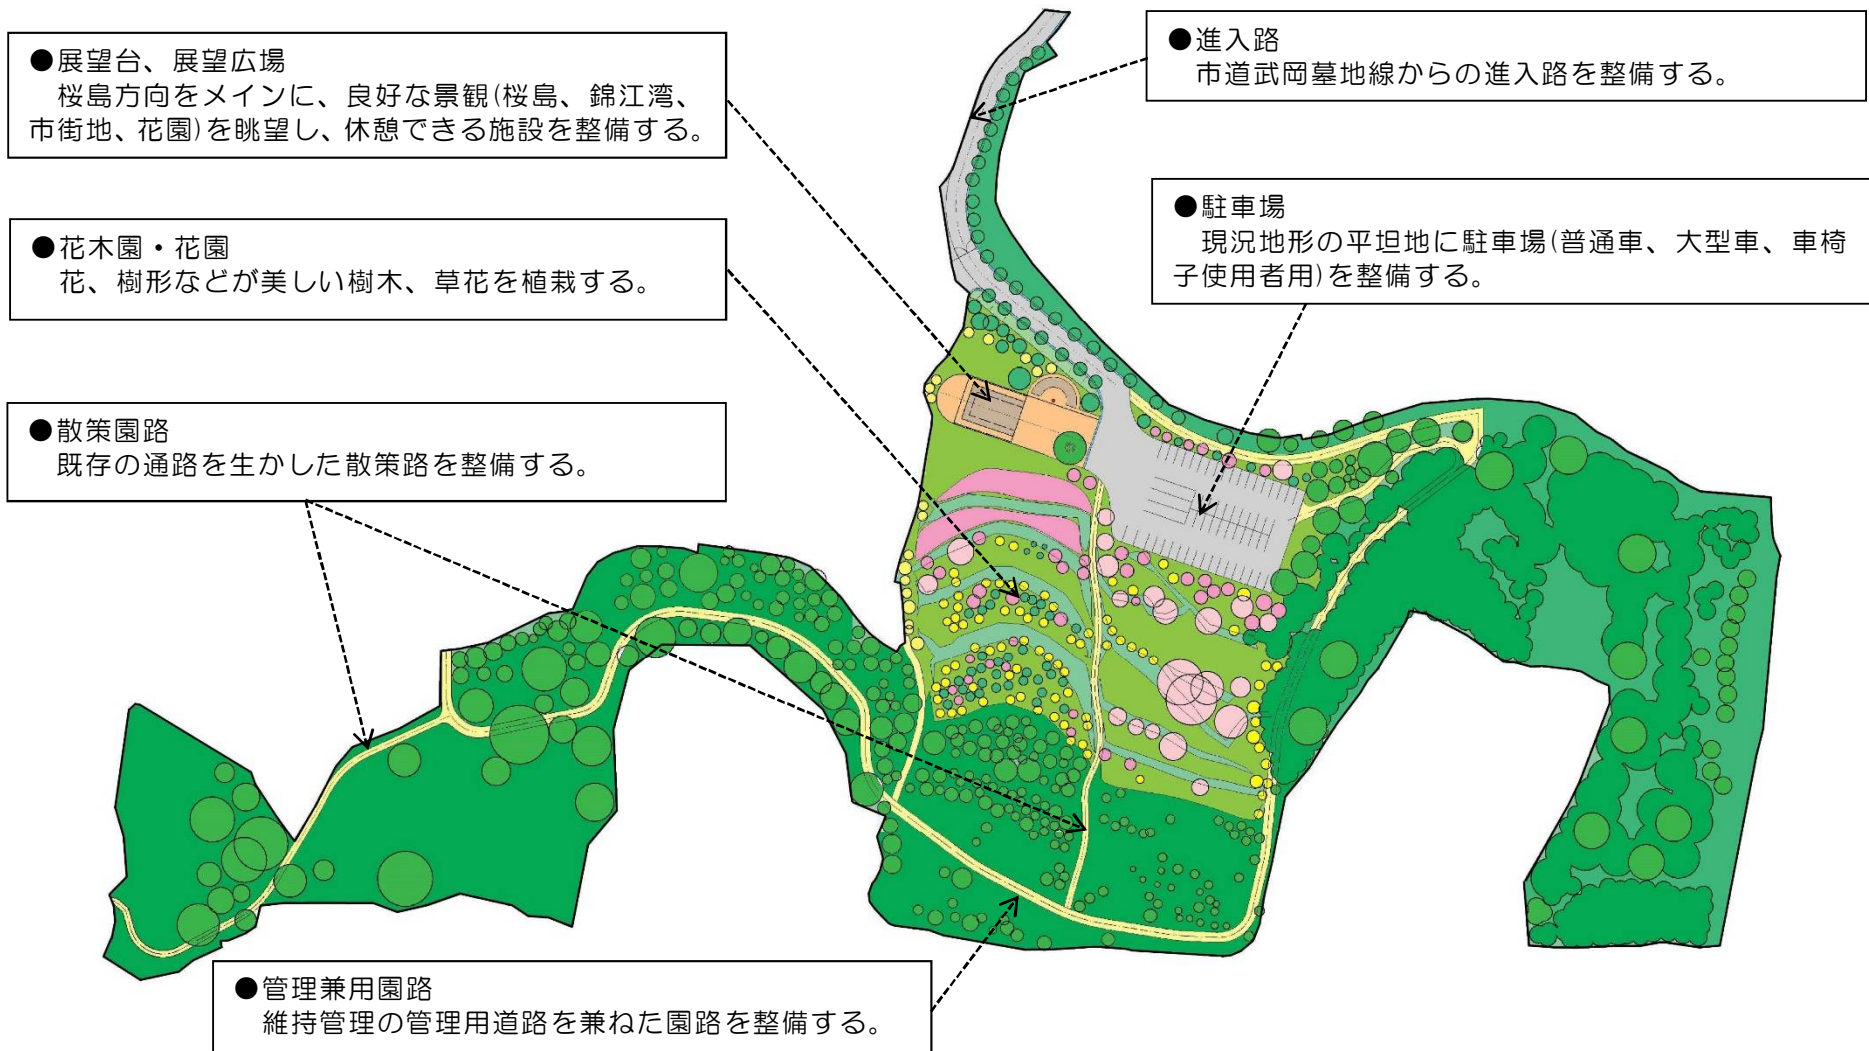 ●展望台、展望広場
桜島方向をメインに、良好な景観(桜島、錦江湾、
市街地、花園)を眺望し、休憩できる施設を整備する。
●進入路
市道武岡墓地線からの進入路を整備する。
●花木園・花園
花、樹形などが美しい樹木、草花を植栽する。
●駐車場
現況地形の平坦地に駐車場(普通車、大型車、車椅
子使用者用)を整備する。
●散策園路
既存の通路を生かした散策路を整備する。
●管理兼用園路
維持管理の管理用道路を兼ねた園路を整備する。